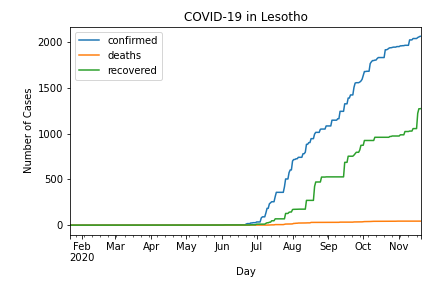 COVID-19 in Lesotho
confirmed
deaths
recovered
Number of Cases
2000
1500
1000
500
0
Feb Mar Apr May Jun Jul Aug Sep Oct Nov
2020
Day